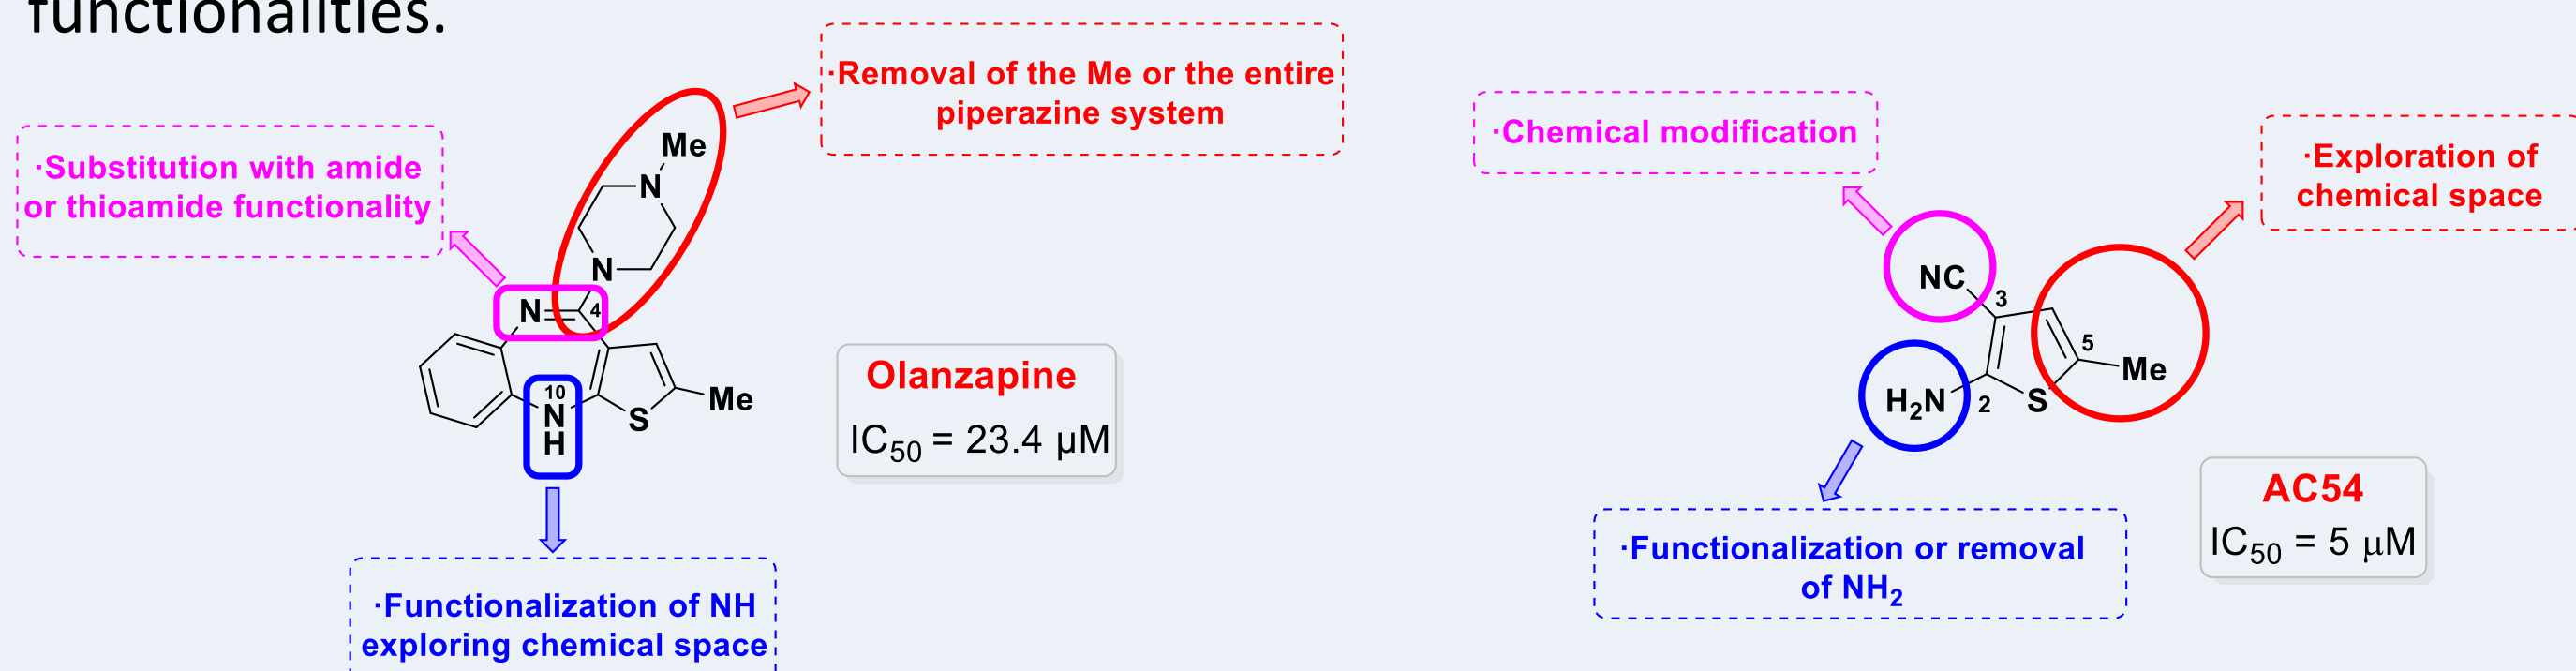 functionalities.
·Removal of the Me or the entire
piperazine system
·Substitution with amide
or thioamide functionality
Me
N
N
N
4
10
N
H
S
Me
Olanzapine
IC₅₀ = 23.4 µM
·Functionalization of NH
exploring chemical space
·Chemical modification
·Exploration of
chemical space
NC
3
5
Me
H₂N
2
S
AC54
IC₅₀ = 5 µM
·Functionalization or removal
of NH₂